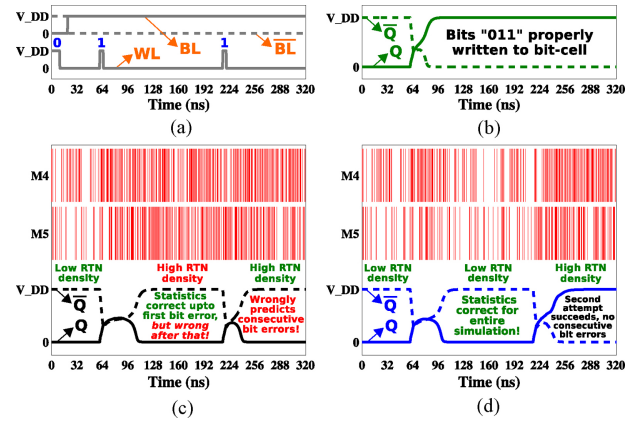 V_DD
0
V_DD
0
0
1
1
WL
BL
BL
0 32 64 96 128 160 192 224 256 288 320
Time (ns)
(a)
V_DD
0
Q
Q
Bits "011" properly
written to bit-cell
0 32 64 96 128 160 192 224 256 288 320
Time (ns)
(b)
M4
M5
Low RTN
density
High RTN
density
High RTN
density
V_DD
0
Q
Q
Statistics
correct upto
first bit error,
but wrong
after that!
Wrongly
predicts
consecutive
bit errors!
0 32 64 96 128 160 192 224 256 288 320
Time (ns)
(c)
M4
M5
Low RTN
density
Low RTN
density
High RTN
density
V_DD
0
Q
Q
Statistics
correct for
entire
simulation!
Second
attempt
succeeds, no
consecutive
bit errors
0 32 64 96 128 160 192 224 256 288 320
Time (ns)
(d)